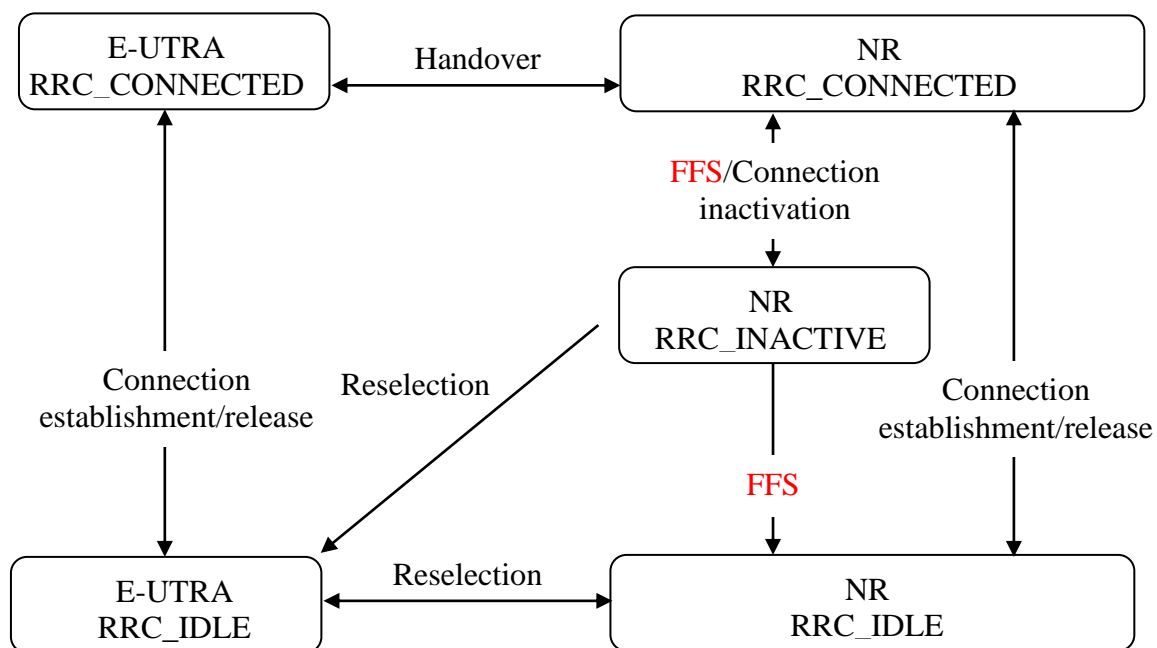 E-UTRA
RRC_CONNECTED
Handover
NR
RRC_CONNECTED
FFS/Connection
inactivation
NR
RRC_INACTIVE
Connection
establishment/release
Reselection
Connection
establishment/release
FFS
E-UTRA
RRC_IDLE
Reselection
NR
RRC_IDLE